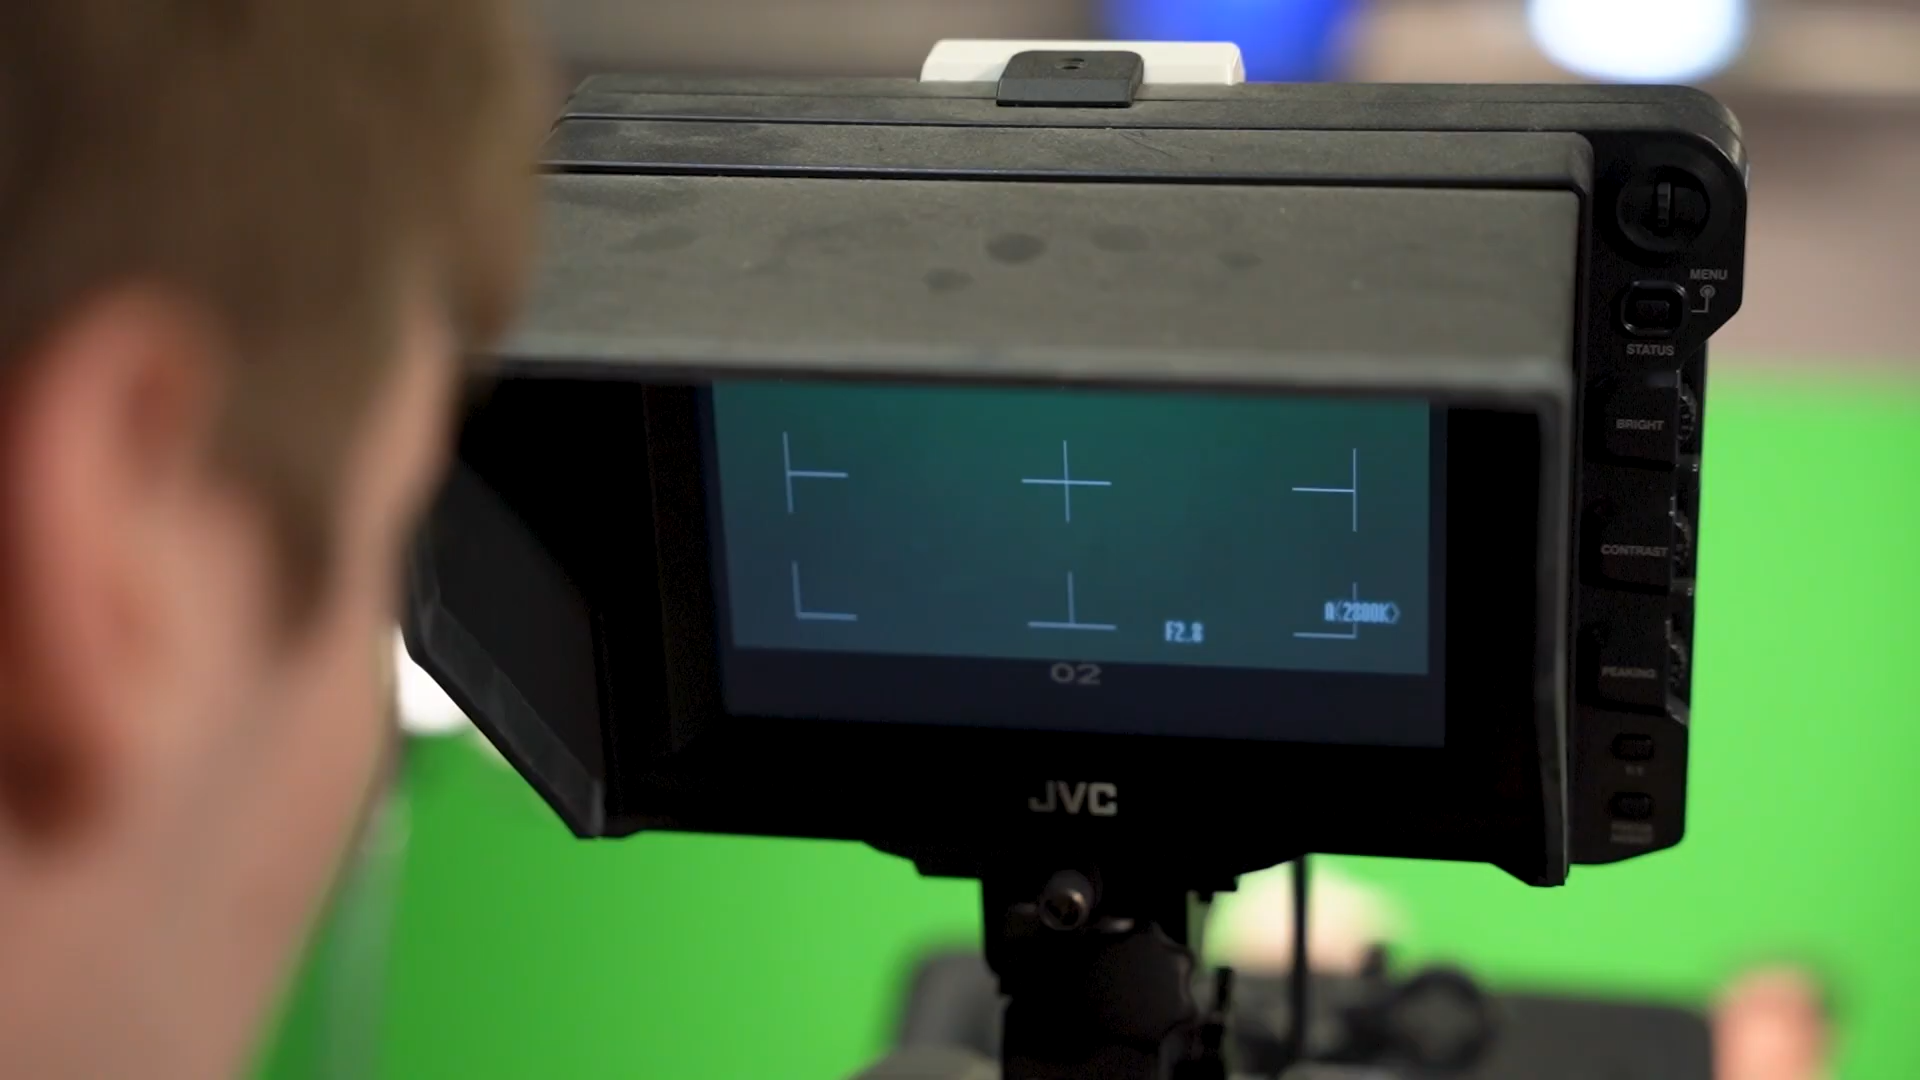 MENU
STATUS
BRIGHT
CONTRAST
PEAKING
F2.8
A<2800K>
02
JVC